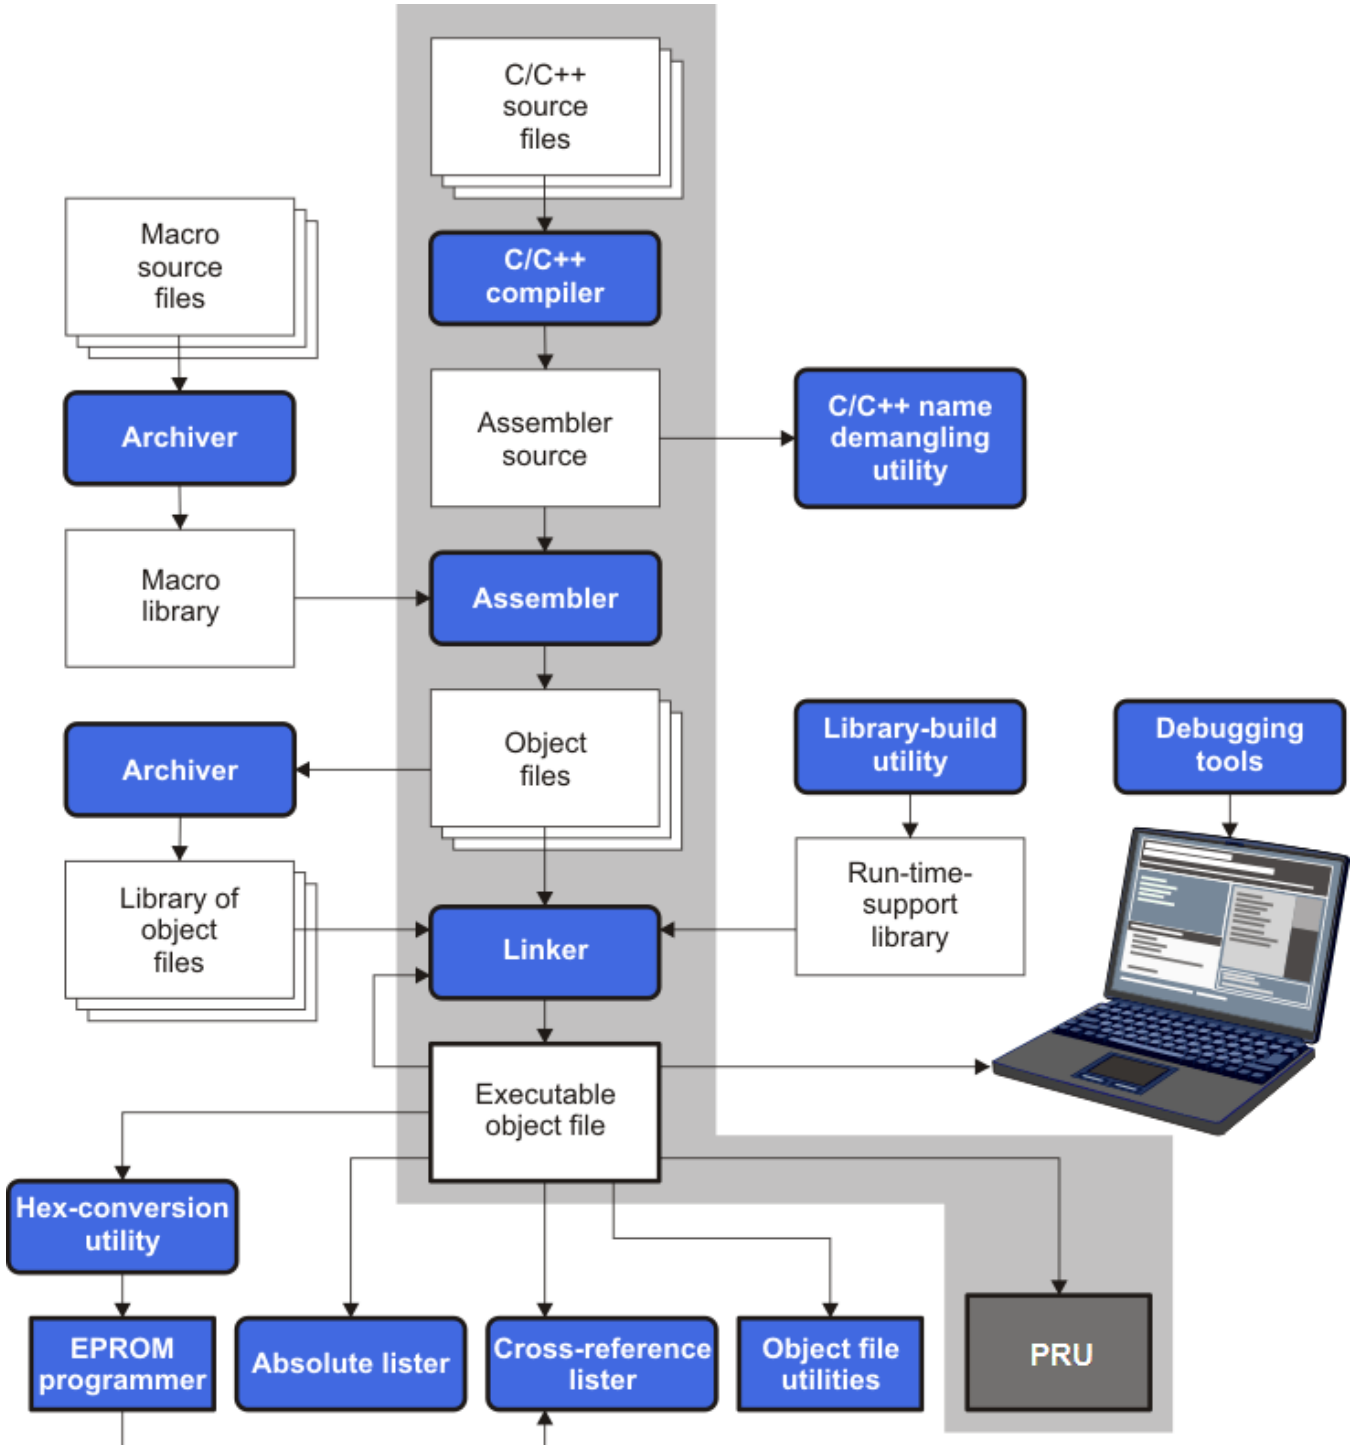 C/C++
source
files
Macro
source
files
C/C++
compiler
Archiver
Assembler
source
C/C++ name
demangling
utility
Macro
library
Assembler
Archiver
Object
files
Library-build
utility
Debugging
tools
Library of
object
files
Linker
Run-time-
support
library
Executable
object file
Hex-conversion
utility
EPROM
programmer
Absolute lister
Cross-reference
lister
Object file
utilities
PRU